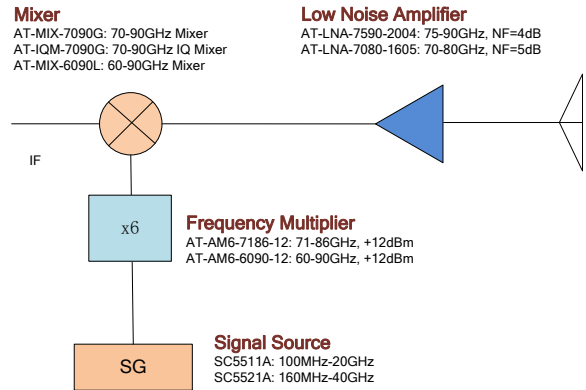 Mixer
AT-MIX-7090G: 70-90GHz Mixer
AT-IQM-7090G: 70-90GHz IQ Mixer
AT-MIX-6090L: 60-90GHz Mixer
Low Noise Amplifier
AT-LNA-7590-2004: 75-90GHz, NF=4dB
AT-LNA-7080-1605: 70-80GHz, NF=5dB
IF
x6
Frequency Multiplier
AT-AM6-7186-12: 71-86GHz, +12dBm
AT-AM6-6090-12: 60-90GHz, +12dBm
SG
Signal Source
SC5511A: 100MHz-20GHz
SC5521A: 160MHz-40GHz